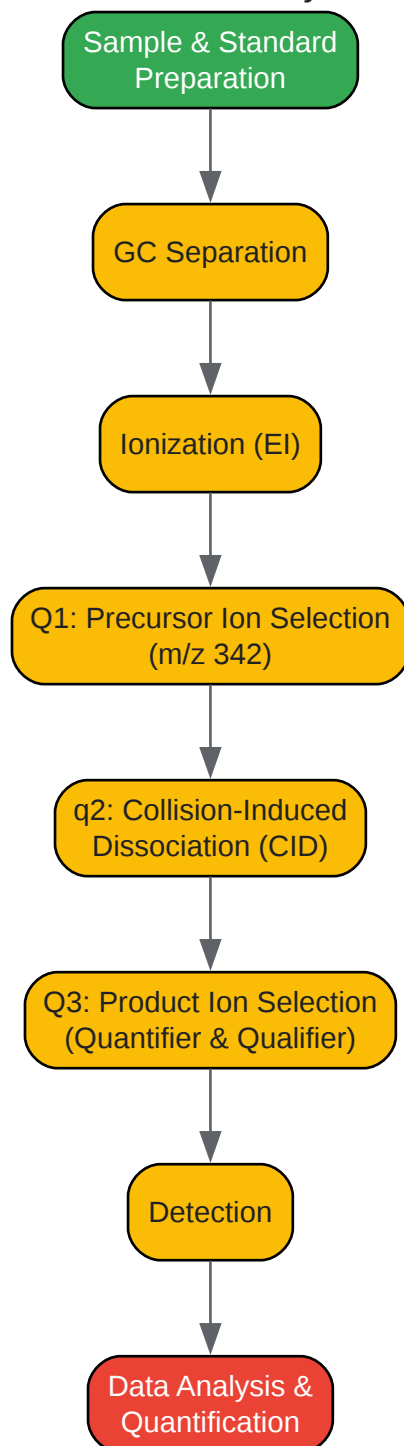 Sample & Standard
Preparation
GC Separation
Ionization (EI)
Q1: Precursor Ion Selection
(m/z 342)
q2: Collision-Induced
Dissociation (CID)
Q3: Product Ion Selection
(Quantifier & Qualifier)
Detection
Data Analysis &
Quantification